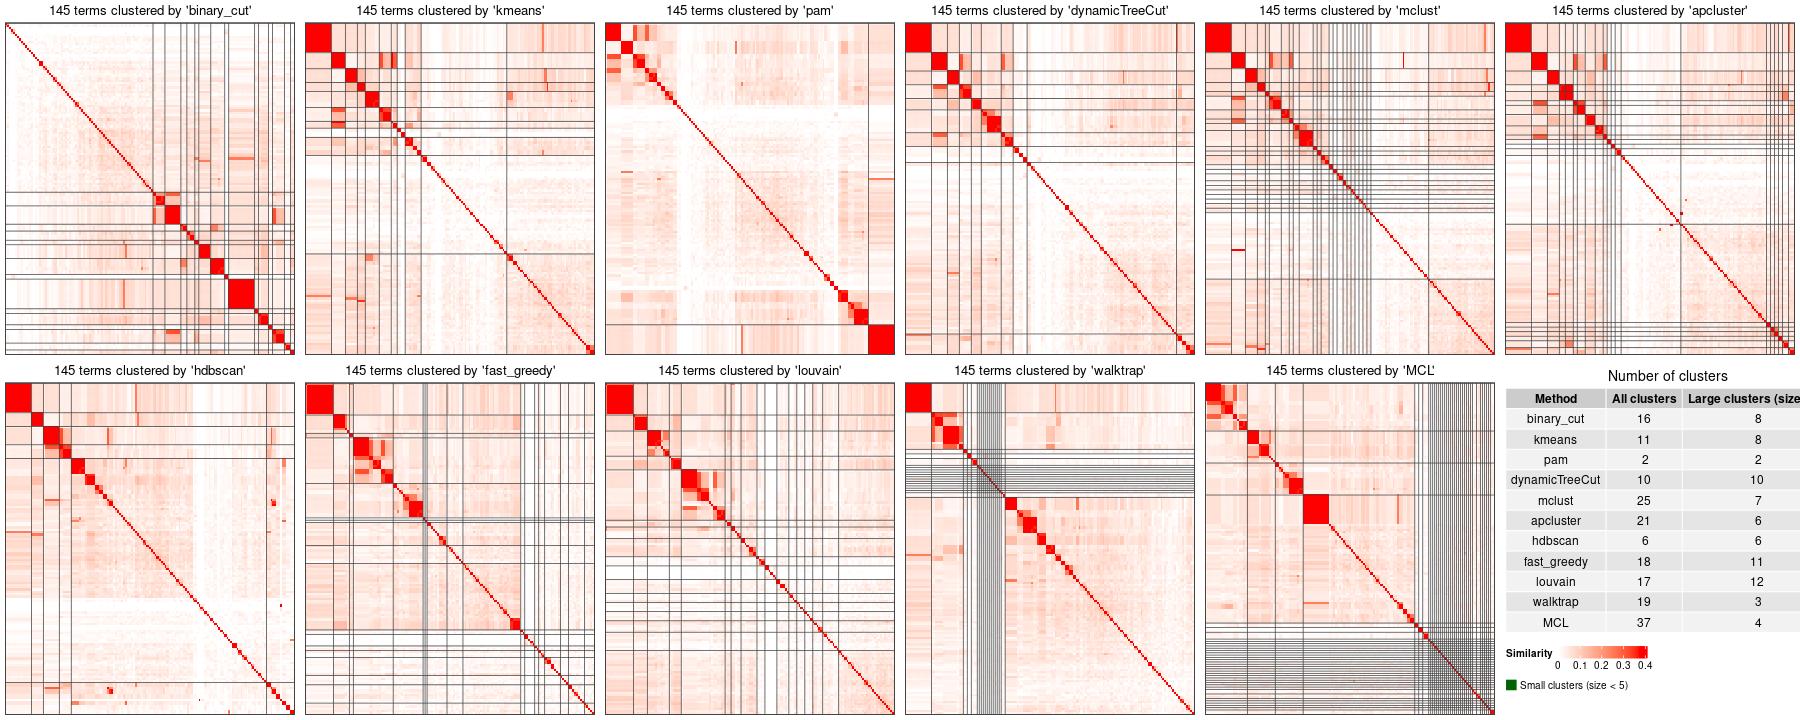 145 terms clustered by 'binary_cut'
145 terms clustered by 'kmeans'
145 terms clustered by 'pam'
145 terms clustered by 'dynamicTreeCut'
145 terms clustered by 'mclust'
145 terms clustered by 'apcluster'
145 terms clustered by 'hdbscan'
145 terms clustered by 'fast_greedy'
145 terms clustered by 'louvain'
145 terms clustered by 'walktrap'
145 terms clustered by 'MCL'
Number of clusters
Method All clusters Large clusters (size
binary_cut 16 8
kmeans 11 8
pam 2 2
dynamicTreeCut 10 10
mclust 25 7
apcluster 21 6
hdbscan 6 6
fast_greedy 18 11
louvain 17 12
walktrap 19 3
MCL 37 4
Similarity
0 0.1 0.2 0.3 0.4
Small clusters (size < 5)